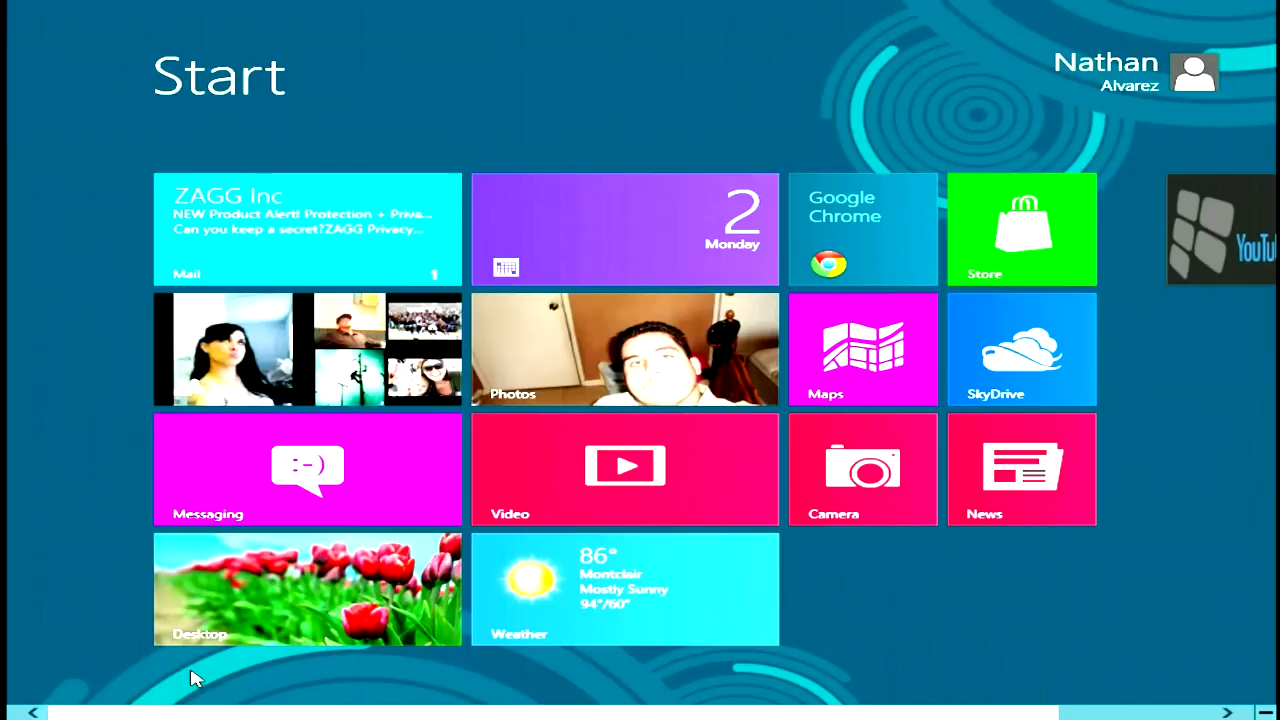 Start
Nathan
Alvarez
ZAGG Inc
NEW Product Alert! Protection + Priva...
Can you keep a secret?ZAGG Privacy...
Mail
1
2
Monday
Google
Chrome
Store
YouTu
Photos
Maps
SkyDrive
:-)
Messaging
Video
Camera
News
Desktop
86°
Montclair
Mostly Sunny
94°/60°
Weather